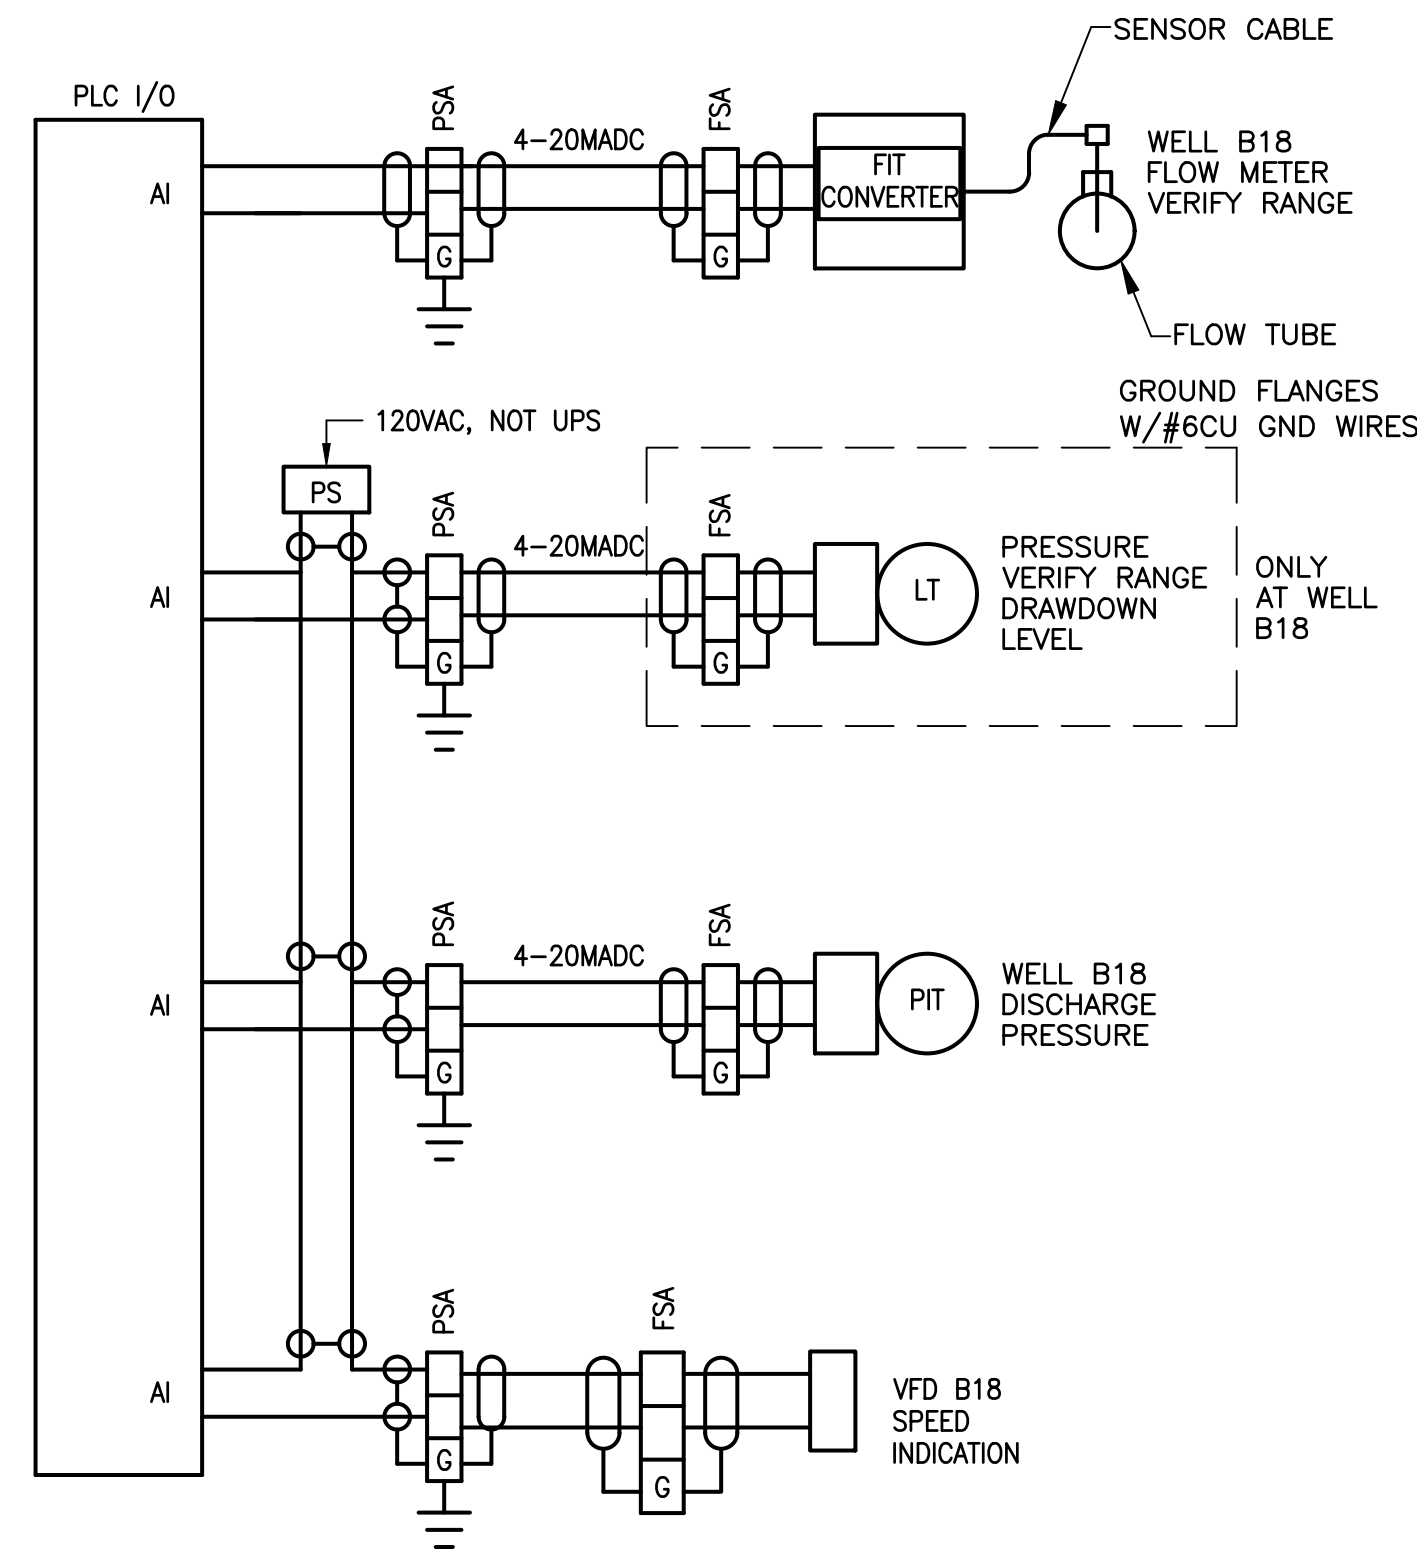 SENSOR CABLE
PLC I/O
PSA
4-20MADC
FSA
WELL B18
FLOW METER
VERIFY RANGE
AI
FIT
CONVERTER
G
G
FLOW TUBE
GROUND FLANGES
W/#6CU GND WIRES
120VAC, NOT UPS
PS
PSA
4-20MADC
FSA
PRESSURE
VERIFY RANGE
DRAWDOWN
LEVEL
ONLY
AT WELL
B18
AI
LT
G
G
PSA
4-20MADC
FSA
AI
PIT
WELL B18
DISCHARGE
PRESSURE
G
G
PSA
FSA
AI
VFD B18
SPEED
INDICATION
G
G